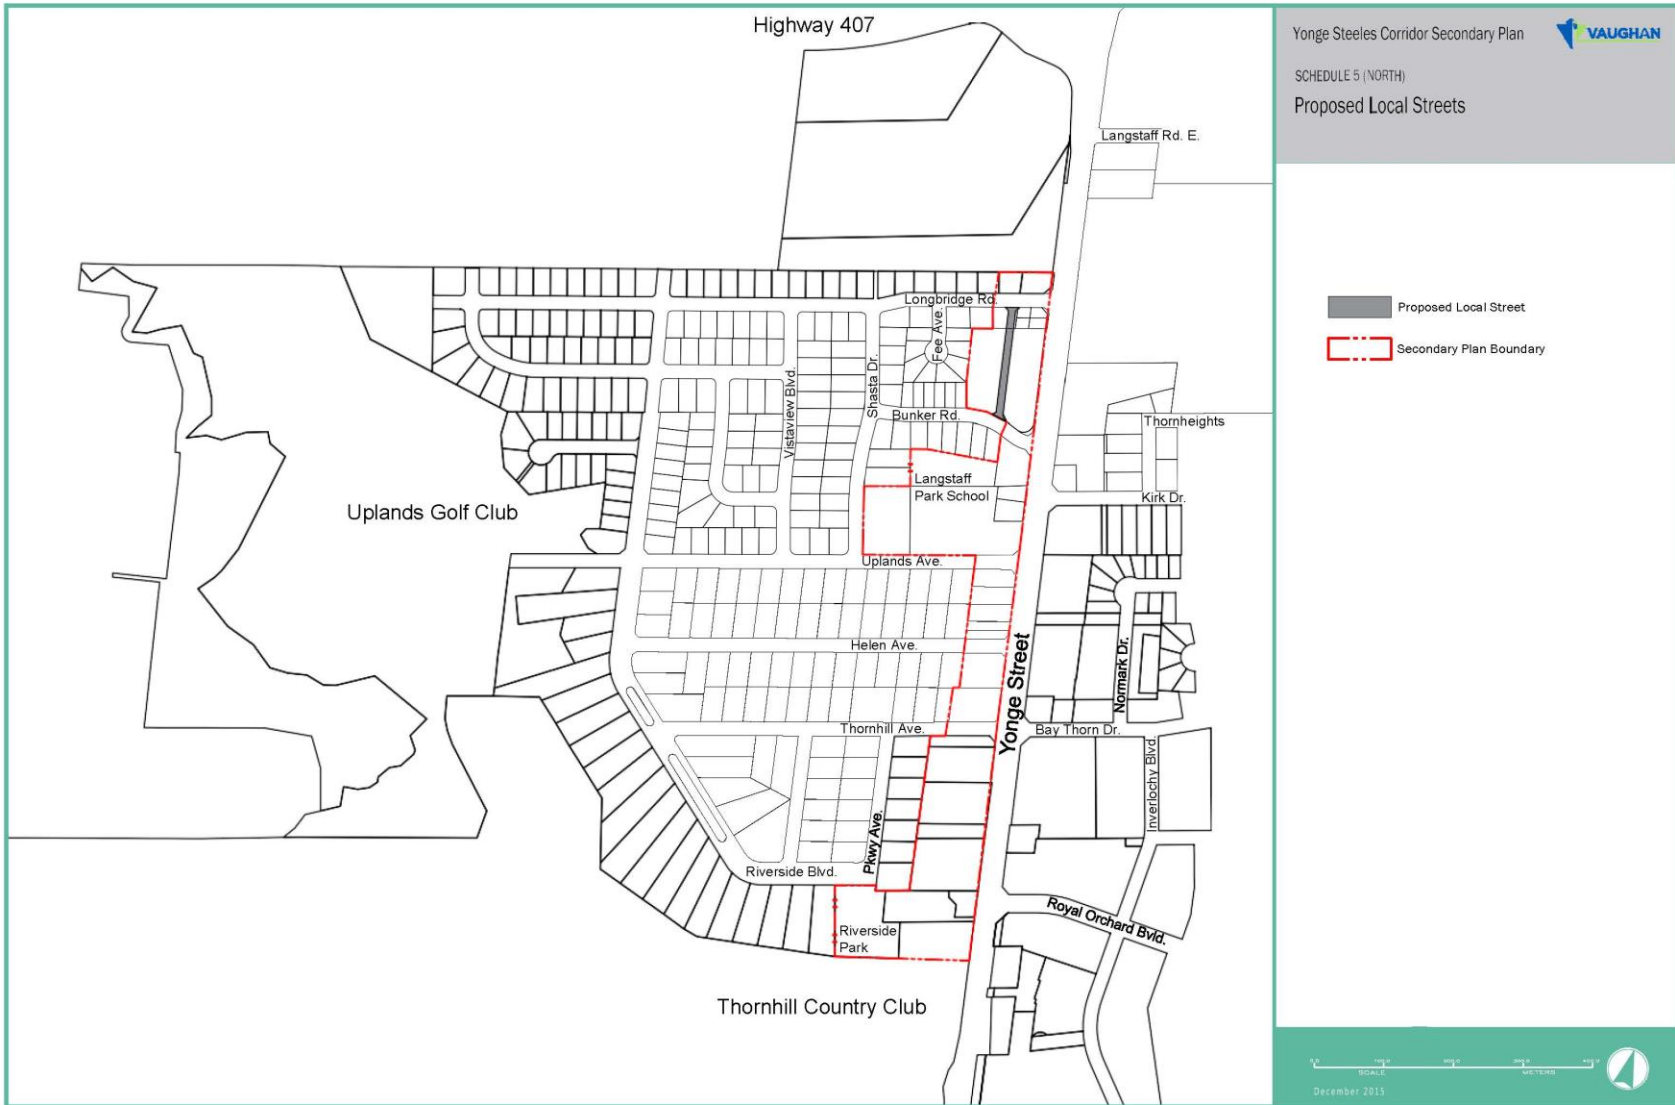 Highway 407
Yonge Steeles Corridor Secondary Plan
VAUGHAN
SCHEDULE 5 (NORTH)
Proposed Local Streets
Langstaff Rd. E.
Longbridge Rd.
Fee Ave.
Proposed Local Street
Secondary Plan Boundary
Vistaview Blvd.
Shasta Dr.
Bunker Rd.
Thornheights
Langstaff
Park School
Kirk Dr.
Uplands Golf Club
Uplands Ave.
Helen Ave.
Yonge Street
Normark Dr.
Thornhill Ave.
Bay Thorn Dr.
Inverlochy Blvd.
Pkwy Ave.
Riverside Blvd.
Royal Orchard Bvld.
Riverside
Park
Thornhill Country Club
SCALE
METERS
December 2015